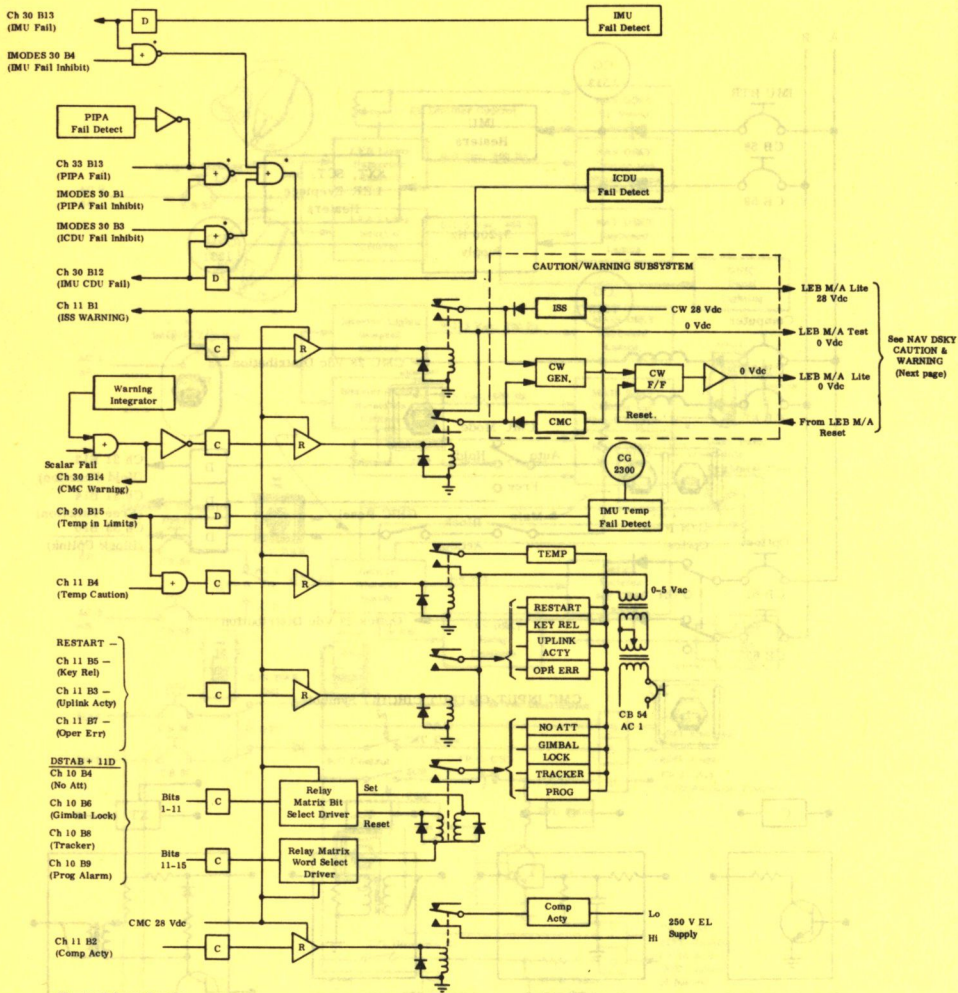 Ch 30 B13
(IMU Fail)
D
IMU
Fail Detect
+
IMODES 30 B4
(IMU Fail Inhibit)
PIPA
Fail Detect
Ch 33 B13
(PIPA Fail)
+
+
IMODES 30 B1
(PIPA Fail Inhibit)
ICDU
Fail Detect
IMODES 30 B3
(ICDU Fail Inhibit)
+
Ch 30 B12
(IMU CDU Fail)
D
CAUTION/WARNING SUBSYSTEM
Ch 11 B1
(ISS WARNING)
ISS
CW 28 Vdc
LEB M/A Lite
28 Vdc
0 Vdc
LEB M/A Test
0 Vdc
See NAV DSKY
CAUTION &
WARNING
(Next page)
C
R
CW
GEN.
CW
F/F
0 Vdc
LEB M/A Lite
0 Vdc
Warning
Integrator
Reset.
CMC
From LEB M/A
Reset
+
C
R
Scalar Fail
Ch 30 B14
(CMC Warning)
CG
2300
Ch 30 B15
(Temp in Limits)
D
IMU Temp
Fail Detect
TEMP
Ch 11 B4
(Temp Caution)
+
C
R
0-5 Vac
RESTART
KEY REL
UPLINK
ACTY
OPR ERR
RESTART —
Ch 11 B5 —
(Key Rel)
Ch 11 B3 —
(Uplink Acty)
Ch 11 B7 —
(Oper Err)
C
R
CB 54
AC 1
NO ATT
GIMBAL
LOCK
TRACKER
PROG
DSTAB + 11D
Ch 10 B4
(No Att)
Ch 10 B6
(Gimbal Lock)
Ch 10 B8
(Tracker)
Ch 10 B9
(Prog Alarm)
Bits
1-11
C
Relay
Matrix Bit
Select Driver
Set
Reset
Bits
11-15
C
Relay Matrix
Word Select
Driver
CMC 28 Vdc
Comp
Acty
Lo
Hi
250 V EL
Supply
Ch 11 B2
(Comp Acty)
C
R